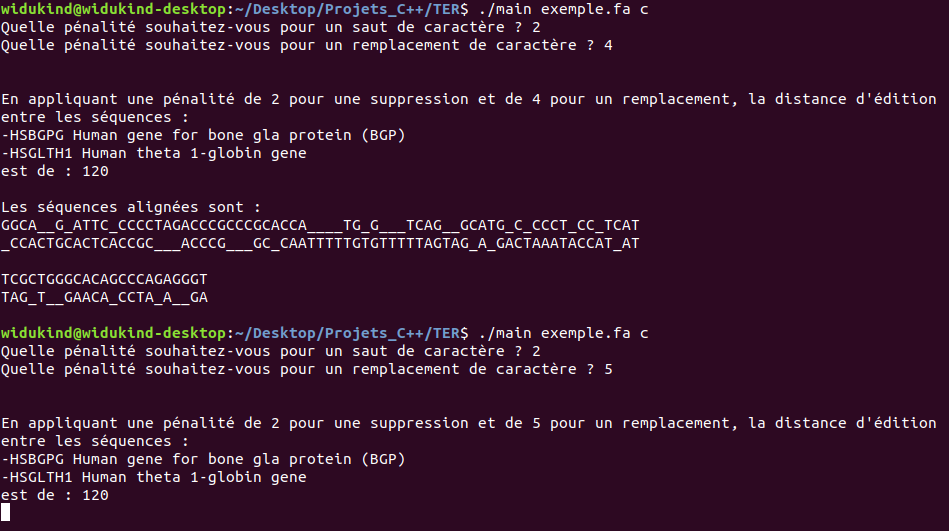 widukind@widukind-desktop:~/Desktop/Projets_C++/TER$ ./main exemple.fa c
Quelle pénalité souhaitez-vous pour un saut de caractère ? 2
Quelle pénalité souhaitez-vous pour un remplacement de caractère ? 4
En appliquant une pénalité de 2 pour une suppression et de 4 pour un remplacement, la distance d'édition
entre les séquences :
-HSBGPG Human gene for bone gla protein (BGP)
-HSGLTH1 Human theta 1-globin gene
est de : 120
Les séquences alignées sont :
GGCA__G_ATTC_CCCCTAGACCCGCCCGCACCA____TG_G___TCAG__GCATG_C_CCCT_CC_TCAT
_CCACTGCACTCACCGC___ACCCG___GC_CAATTTTTGTGTTTTTAGTAG_A_GACTAAATACCAT_AT
TCGCTGGGCACAGCCCAGAGGGT
TAG_T__GAACA_CCTA_A__GA
widukind@widukind-desktop:~/Desktop/Projets_C++/TER$ ./main exemple.fa c
Quelle pénalité souhaitez-vous pour un saut de caractère ? 2
Quelle pénalité souhaitez-vous pour un remplacement de caractère ? 5
En appliquant une pénalité de 2 pour une suppression et de 5 pour un remplacement, la distance d'édition
entre les séquences :
-HSBGPG Human gene for bone gla protein (BGP)
-HSGLTH1 Human theta 1-globin gene
est de : 120